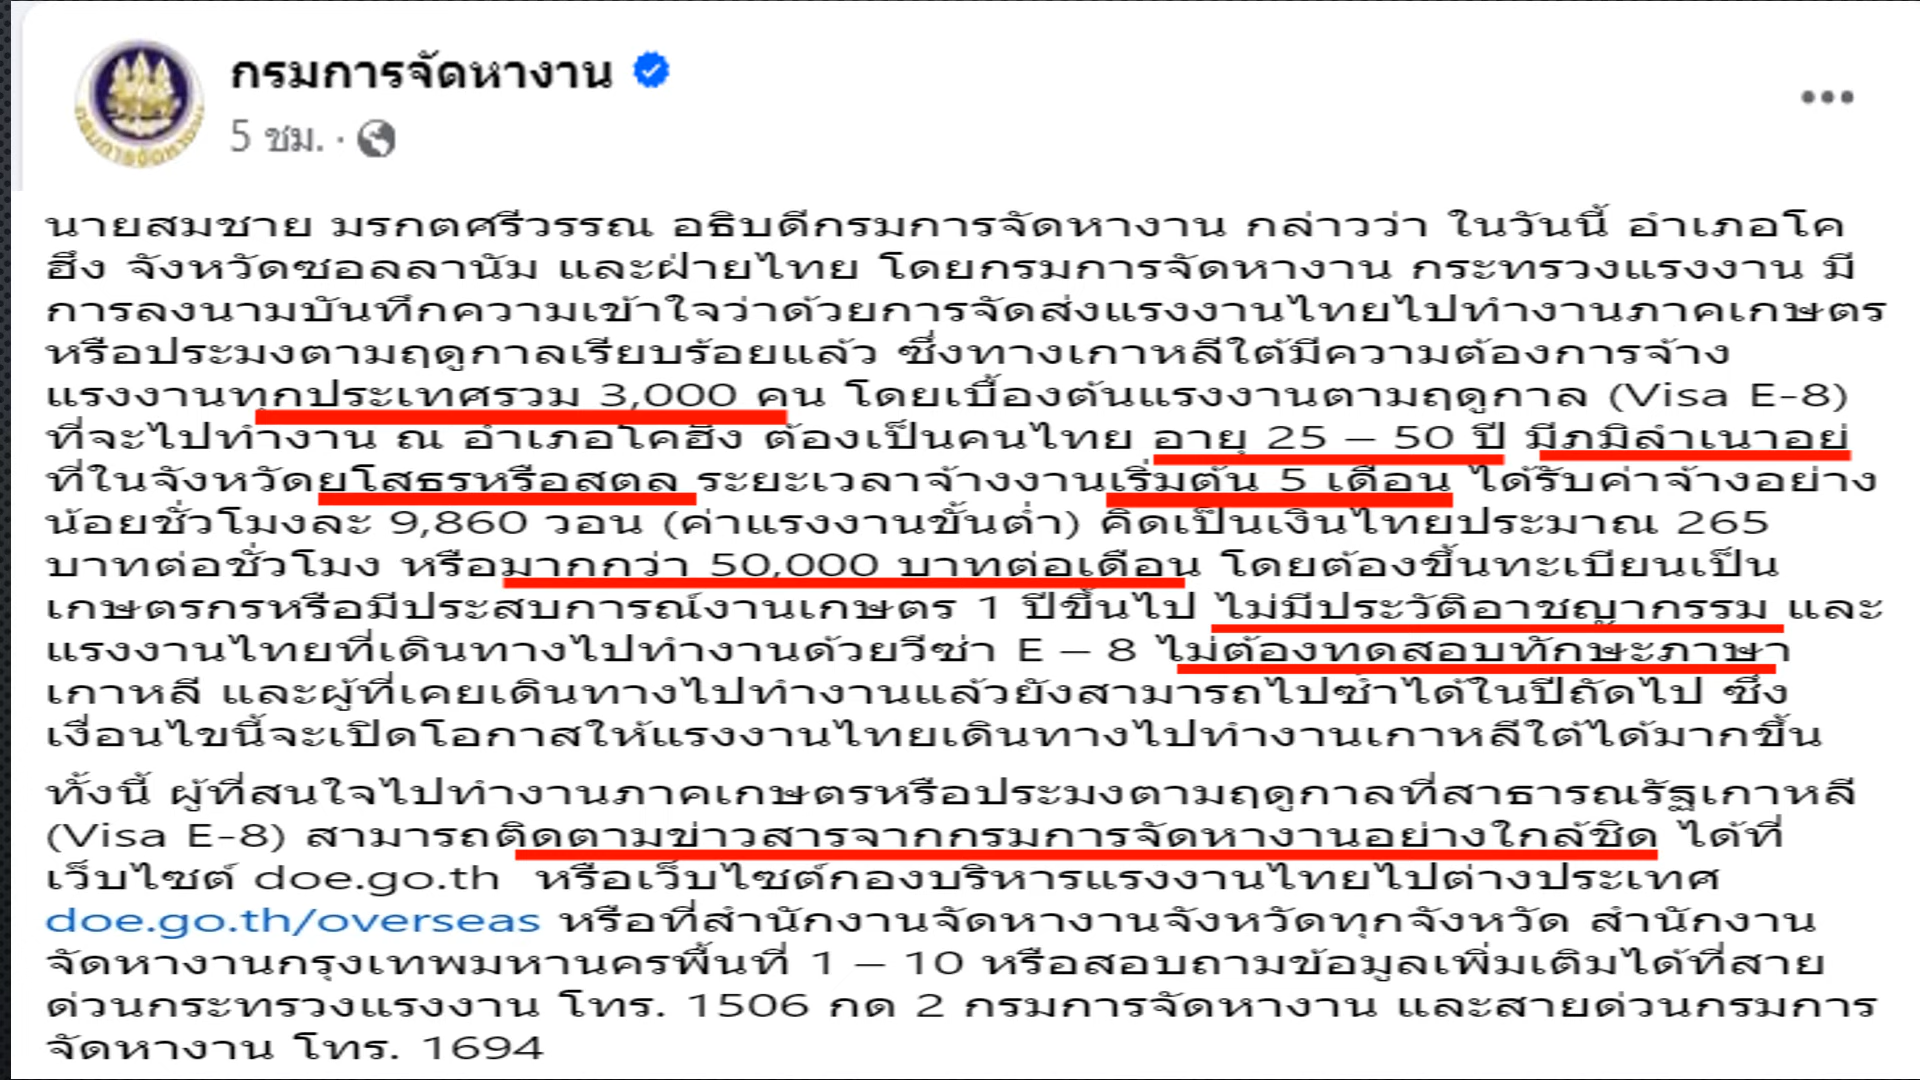 กรมการจัดหางาน
5 ชม. ·
นายสมชาย มรกตศรีวรรณ อธิบดีกรมการจัดหางาน กล่าวว่า ในวันนี้ อำเภอโค
ฮึง จังหวัดซอลลานัม และฝ่ายไทย โดยกรมการจัดหางาน กระทรวงแรงงาน มี
การลงนามบันทึกความเข้าใจว่าด้วยการจัดส่งแรงงานไทยไปทำงานภาคเกษตร
หรือประมงตามฤดูกาลเรียบร้อยแล้ว ซึ่งทางเกาหลีใต้มีความต้องการจ้าง
แรงงานทุกประเทศรวม 3,000 คน โดยเบื้องต้นแรงงานตามฤดูกาล (Visa E-8)
ที่จะไปทำงาน ณ อำเภอโคฮึง ต้องเป็นคนไทย อายุ 25 – 50 ปี มีภูมิลำเนาอยู่
ที่ในจังหวัดยโสธรหรือสตูล ระยะเวลาจ้างงานเริ่มต้น 5 เดือน ได้รับค่าจ้างอย่าง
น้อยชั่วโมงละ 9,860 วอน (ค่าแรงงานขั้นต่ำ) คิดเป็นเงินไทยประมาณ 265
บาทต่อชั่วโมง หรือมากกว่า 50,000 บาทต่อเดือน โดยต้องขึ้นทะเบียนเป็น
เกษตรกรหรือมีประสบการณ์งานเกษตร 1 ปีขึ้นไป ไม่มีประวัติอาชญากรรม และ
แรงงานไทยที่เดินทางไปทำงานด้วยวีซ่า E – 8 ไม่ต้องทดสอบทักษะภาษา
เกาหลี และผู้ที่เคยเดินทางไปทำงานแล้วยังสามารถไปซ้ำได้ในปีถัดไป ซึ่ง
เงื่อนไขนี้จะเปิดโอกาสให้แรงงานไทยเดินทางไปทำงานเกาหลีใต้ได้มากขึ้น
ทั้งนี้ ผู้ที่สนใจไปทำงานภาคเกษตรหรือประมงตามฤดูกาลที่สาธารณรัฐเกาหลี
(Visa E-8) สามารถติดตามข่าวสารจากกรมการจัดหางานอย่างใกล้ชิด ได้ที่
เว็บไซต์ doe.go.th หรือเว็บไซต์กองบริหารแรงงานไทยไปต่างประเทศ
doe.go.th/overseas หรือที่สำนักงานจัดหางานจังหวัดทุกจังหวัด สำนักงาน
จัดหางานกรุงเทพมหานครพื้นที่ 1 – 10 หรือสอบถามข้อมูลเพิ่มเติมได้ที่สาย
ด่วนกระทรวงแรงงาน โทร. 1506 กด 2 กรมการจัดหางาน และสายด่วนกรมการ
จัดหางาน โทร. 1694